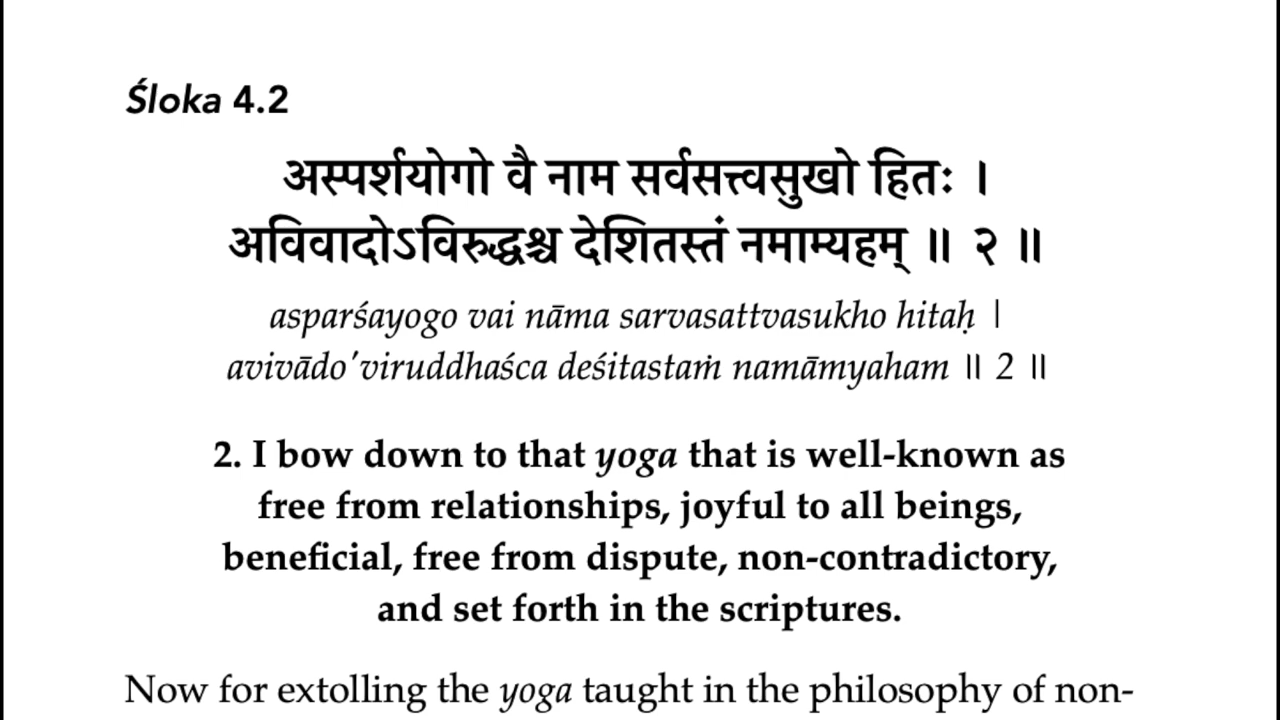 Śloka 4.2
अस्पर्शयोगो वै नाम सर्वसत्त्वसुखो हितः ।
अविवादोऽविरुद्धश्च देशितस्तं नमाम्यहम् ॥ २ ॥
asparśayogo vai nāma sarvasattvasukho hitaḥ |
avivādo'viruddhaśca deśitastaṁ namāmyaham || 2 ||
2. I bow down to that yoga that is well-known as
free from relationships, joyful to all beings,
beneficial, free from dispute, non-contradictory,
and set forth in the scriptures.
Now for extolling the yoga taught in the philosophy of non-